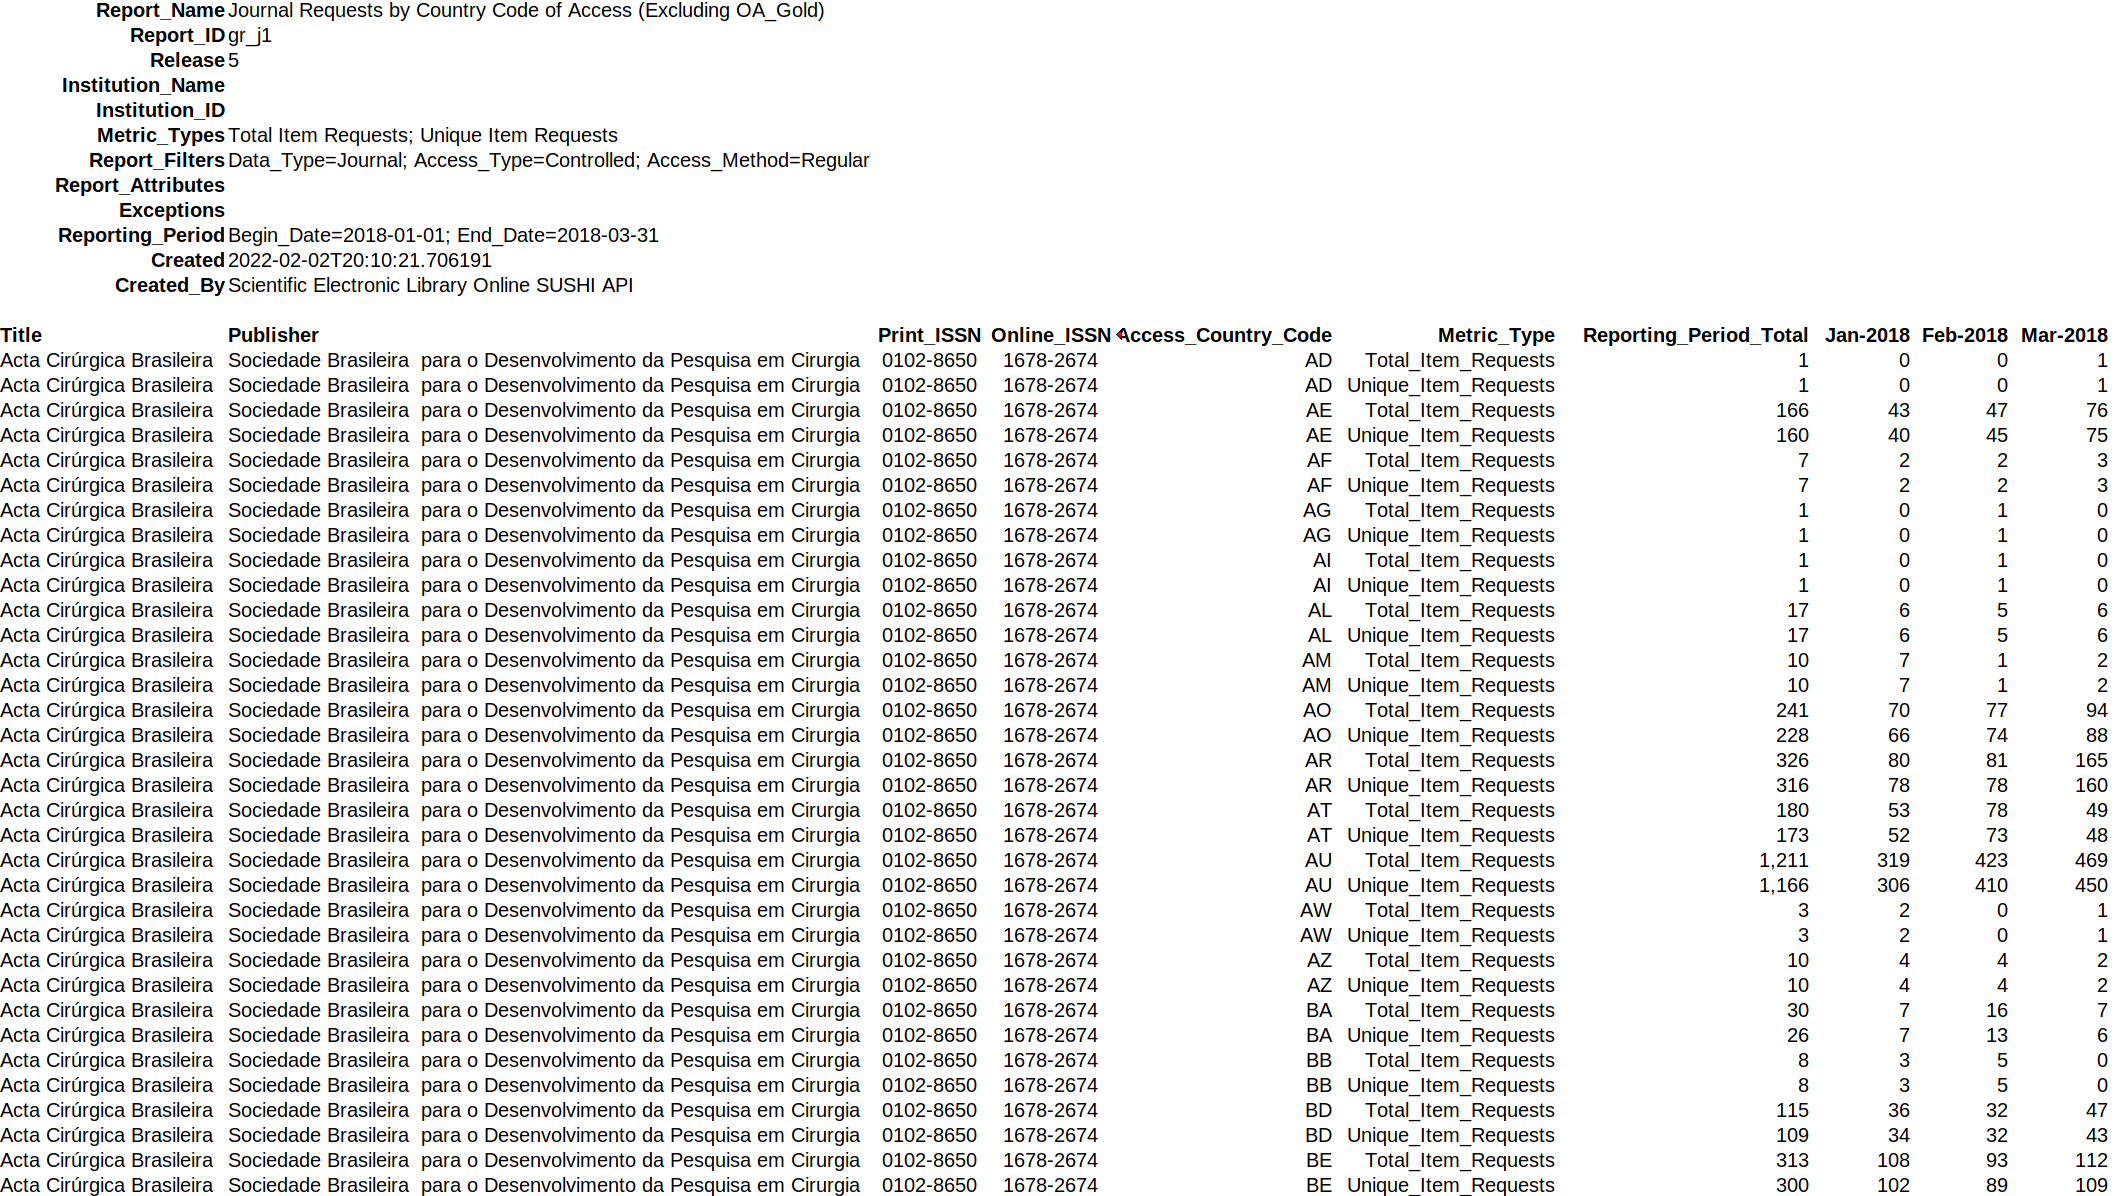 Report_Name Journal Requests by Country Code of Access (Excluding OA_Gold)
Report_ID gr_j1
Release 5
Institution_Name
Institution_ID
Metric_Types Total Item Requests; Unique Item Requests
Report_Filters Data_Type=Journal; Access_Type=Controlled; Access_Method=Regular
Report_Attributes
Exceptions
Reporting_Period Begin_Date=2018-01-01; End_Date=2018-03-31
Created 2022-02-02T20:10:21.706191
Created_By Scientific Electronic Library Online SUSHI API
Title Publisher Print_ISSN Online_ISSN Access_Country_Code Metric_Type Reporting_Period_Total Jan-2018 Feb-2018 Mar-2018
Acta Cirúrgica Brasileira Sociedade Brasileira para o Desenvolvimento da Pesquisa em Cirurgia 0102-8650 1678-2674 AD Total_Item_Requests 1 0 0 1
Acta Cirúrgica Brasileira Sociedade Brasileira para o Desenvolvimento da Pesquisa em Cirurgia 0102-8650 1678-2674 AD Unique_Item_Requests 1 0 0 1
Acta Cirúrgica Brasileira Sociedade Brasileira para o Desenvolvimento da Pesquisa em Cirurgia 0102-8650 1678-2674 AE Total_Item_Requests 166 43 47 76
Acta Cirúrgica Brasileira Sociedade Brasileira para o Desenvolvimento da Pesquisa em Cirurgia 0102-8650 1678-2674 AE Unique_Item_Requests 160 40 45 75
Acta Cirúrgica Brasileira Sociedade Brasileira para o Desenvolvimento da Pesquisa em Cirurgia 0102-8650 1678-2674 AF Total_Item_Requests 7 2 2 3
Acta Cirúrgica Brasileira Sociedade Brasileira para o Desenvolvimento da Pesquisa em Cirurgia 0102-8650 1678-2674 AF Unique_Item_Requests 7 2 2 3
Acta Cirúrgica Brasileira Sociedade Brasileira para o Desenvolvimento da Pesquisa em Cirurgia 0102-8650 1678-2674 AG Total_Item_Requests 1 0 1 0
Acta Cirúrgica Brasileira Sociedade Brasileira para o Desenvolvimento da Pesquisa em Cirurgia 0102-8650 1678-2674 AG Unique_Item_Requests 1 0 1 0
Acta Cirúrgica Brasileira Sociedade Brasileira para o Desenvolvimento da Pesquisa em Cirurgia 0102-8650 1678-2674 AI Total_Item_Requests 1 0 1 0
Acta Cirúrgica Brasileira Sociedade Brasileira para o Desenvolvimento da Pesquisa em Cirurgia 0102-8650 1678-2674 AI Unique_Item_Requests 1 0 1 0
Acta Cirúrgica Brasileira Sociedade Brasileira para o Desenvolvimento da Pesquisa em Cirurgia 0102-8650 1678-2674 AL Total_Item_Requests 17 6 5 6
Acta Cirúrgica Brasileira Sociedade Brasileira para o Desenvolvimento da Pesquisa em Cirurgia 0102-8650 1678-2674 AL Unique_Item_Requests 17 6 5 6
Acta Cirúrgica Brasileira Sociedade Brasileira para o Desenvolvimento da Pesquisa em Cirurgia 0102-8650 1678-2674 AM Total_Item_Requests 10 7 1 2
Acta Cirúrgica Brasileira Sociedade Brasileira para o Desenvolvimento da Pesquisa em Cirurgia 0102-8650 1678-2674 AM Unique_Item_Requests 10 7 1 2
Acta Cirúrgica Brasileira Sociedade Brasileira para o Desenvolvimento da Pesquisa em Cirurgia 0102-8650 1678-2674 AO Total_Item_Requests 241 70 77 94
Acta Cirúrgica Brasileira Sociedade Brasileira para o Desenvolvimento da Pesquisa em Cirurgia 0102-8650 1678-2674 AO Unique_Item_Requests 228 66 74 88
Acta Cirúrgica Brasileira Sociedade Brasileira para o Desenvolvimento da Pesquisa em Cirurgia 0102-8650 1678-2674 AR Total_Item_Requests 326 80 81 165
Acta Cirúrgica Brasileira Sociedade Brasileira para o Desenvolvimento da Pesquisa em Cirurgia 0102-8650 1678-2674 AR Unique_Item_Requests 316 78 78 160
Acta Cirúrgica Brasileira Sociedade Brasileira para o Desenvolvimento da Pesquisa em Cirurgia 0102-8650 1678-2674 AT Total_Item_Requests 180 53 78 49
Acta Cirúrgica Brasileira Sociedade Brasileira para o Desenvolvimento da Pesquisa em Cirurgia 0102-8650 1678-2674 AT Unique_Item_Requests 173 52 73 48
Acta Cirúrgica Brasileira Sociedade Brasileira para o Desenvolvimento da Pesquisa em Cirurgia 0102-8650 1678-2674 AU Total_Item_Requests 1,211 319 423 469
Acta Cirúrgica Brasileira Sociedade Brasileira para o Desenvolvimento da Pesquisa em Cirurgia 0102-8650 1678-2674 AU Unique_Item_Requests 1,166 306 410 450
Acta Cirúrgica Brasileira Sociedade Brasileira para o Desenvolvimento da Pesquisa em Cirurgia 0102-8650 1678-2674 AW Total_Item_Requests 3 2 0 1
Acta Cirúrgica Brasileira Sociedade Brasileira para o Desenvolvimento da Pesquisa em Cirurgia 0102-8650 1678-2674 AW Unique_Item_Requests 3 2 0 1
Acta Cirúrgica Brasileira Sociedade Brasileira para o Desenvolvimento da Pesquisa em Cirurgia 0102-8650 1678-2674 AZ Total_Item_Requests 10 4 4 2
Acta Cirúrgica Brasileira Sociedade Brasileira para o Desenvolvimento da Pesquisa em Cirurgia 0102-8650 1678-2674 AZ Unique_Item_Requests 10 4 4 2
Acta Cirúrgica Brasileira Sociedade Brasileira para o Desenvolvimento da Pesquisa em Cirurgia 0102-8650 1678-2674 BA Total_Item_Requests 30 7 16 7
Acta Cirúrgica Brasileira Sociedade Brasileira para o Desenvolvimento da Pesquisa em Cirurgia 0102-8650 1678-2674 BA Unique_Item_Requests 26 7 13 6
Acta Cirúrgica Brasileira Sociedade Brasileira para o Desenvolvimento da Pesquisa em Cirurgia 0102-8650 1678-2674 BB Total_Item_Requests 8 3 5 0
Acta Cirúrgica Brasileira Sociedade Brasileira para o Desenvolvimento da Pesquisa em Cirurgia 0102-8650 1678-2674 BB Unique_Item_Requests 8 3 5 0
Acta Cirúrgica Brasileira Sociedade Brasileira para o Desenvolvimento da Pesquisa em Cirurgia 0102-8650 1678-2674 BD Total_Item_Requests 115 36 32 47
Acta Cirúrgica Brasileira Sociedade Brasileira para o Desenvolvimento da Pesquisa em Cirurgia 0102-8650 1678-2674 BD Unique_Item_Requests 109 34 32 43
Acta Cirúrgica Brasileira Sociedade Brasileira para o Desenvolvimento da Pesquisa em Cirurgia 0102-8650 1678-2674 BE Total_Item_Requests 313 108 93 112
Acta Cirúrgica Brasileira Sociedade Brasileira para o Desenvolvimento da Pesquisa em Cirurgia 0102-8650 1678-2674 BE Unique_Item_Requests 300 102 89 109